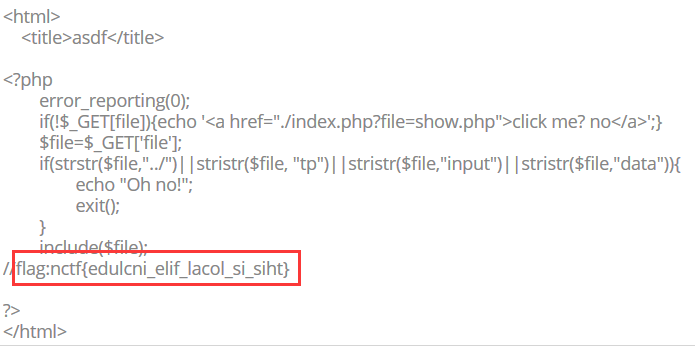 <html>
<title>asdf</title>
<?php
error_reporting(0);
if(!$_GET[file]){echo '<a href="./index.php?file=show.php">click me? no</a>';}
$file=$_GET['file'];
if(strstr($file,"../")||stristr($file, "tp")||stristr($file,"input")||stristr($file,"data")){
echo "Oh no!";
exit();
}
include($file);
//flag:nctf{edulcni_elif_lacol_si_siht}
?>
</html>